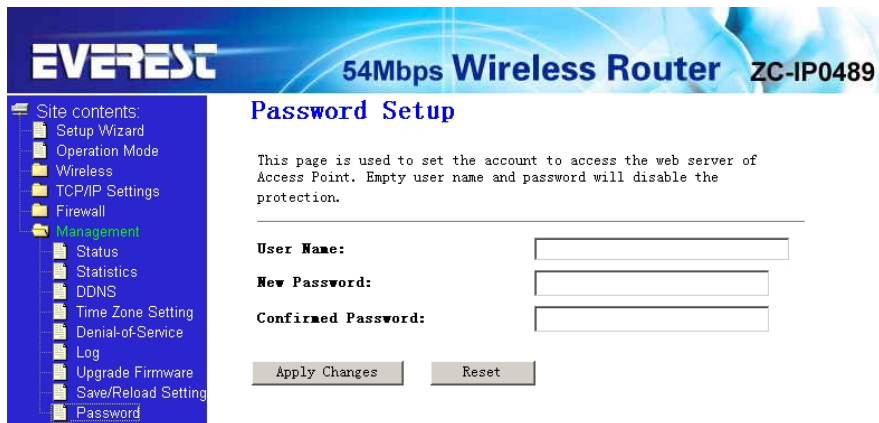 EVEREST
54Mbps Wireless Router ZC-IP0489
Site contents:
Setup Wizard
Operation Mode
Wireless
TCP/IP Settings
Firewall
Management
Status
Statistics
DDNS
Time Zone Setting
Denial-of-Service
Log
Upgrade Firmware
Save/Reload Setting
Password
Password Setup
This page is used to set the account to access the web server of
Access Point. Empty user name and password will disable the
protection.
User Name:
New Password:
Confirmed Password:
Apply Changes Reset